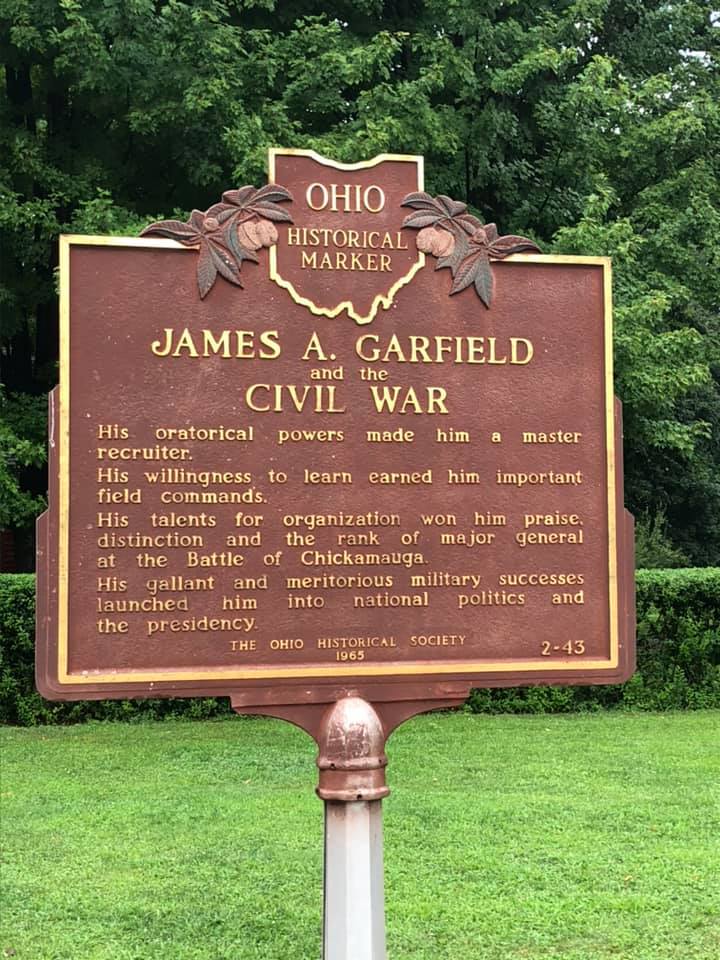 OHIO
HISTORICAL
MARKER
JAMES A. GARFIELD
and the
CIVIL WAR
His oratorical powers made him a master
recruiter.
His willingness to learn earned him important
field commands.
His talents for organization won him praise,
distinction and the rank of major general
at the Battle of Chickamauga.
His gallant and meritorious military successes
launched him into national politics and
the presidency.
THE OHIO HISTORICAL SOCIETY
1965
2-43